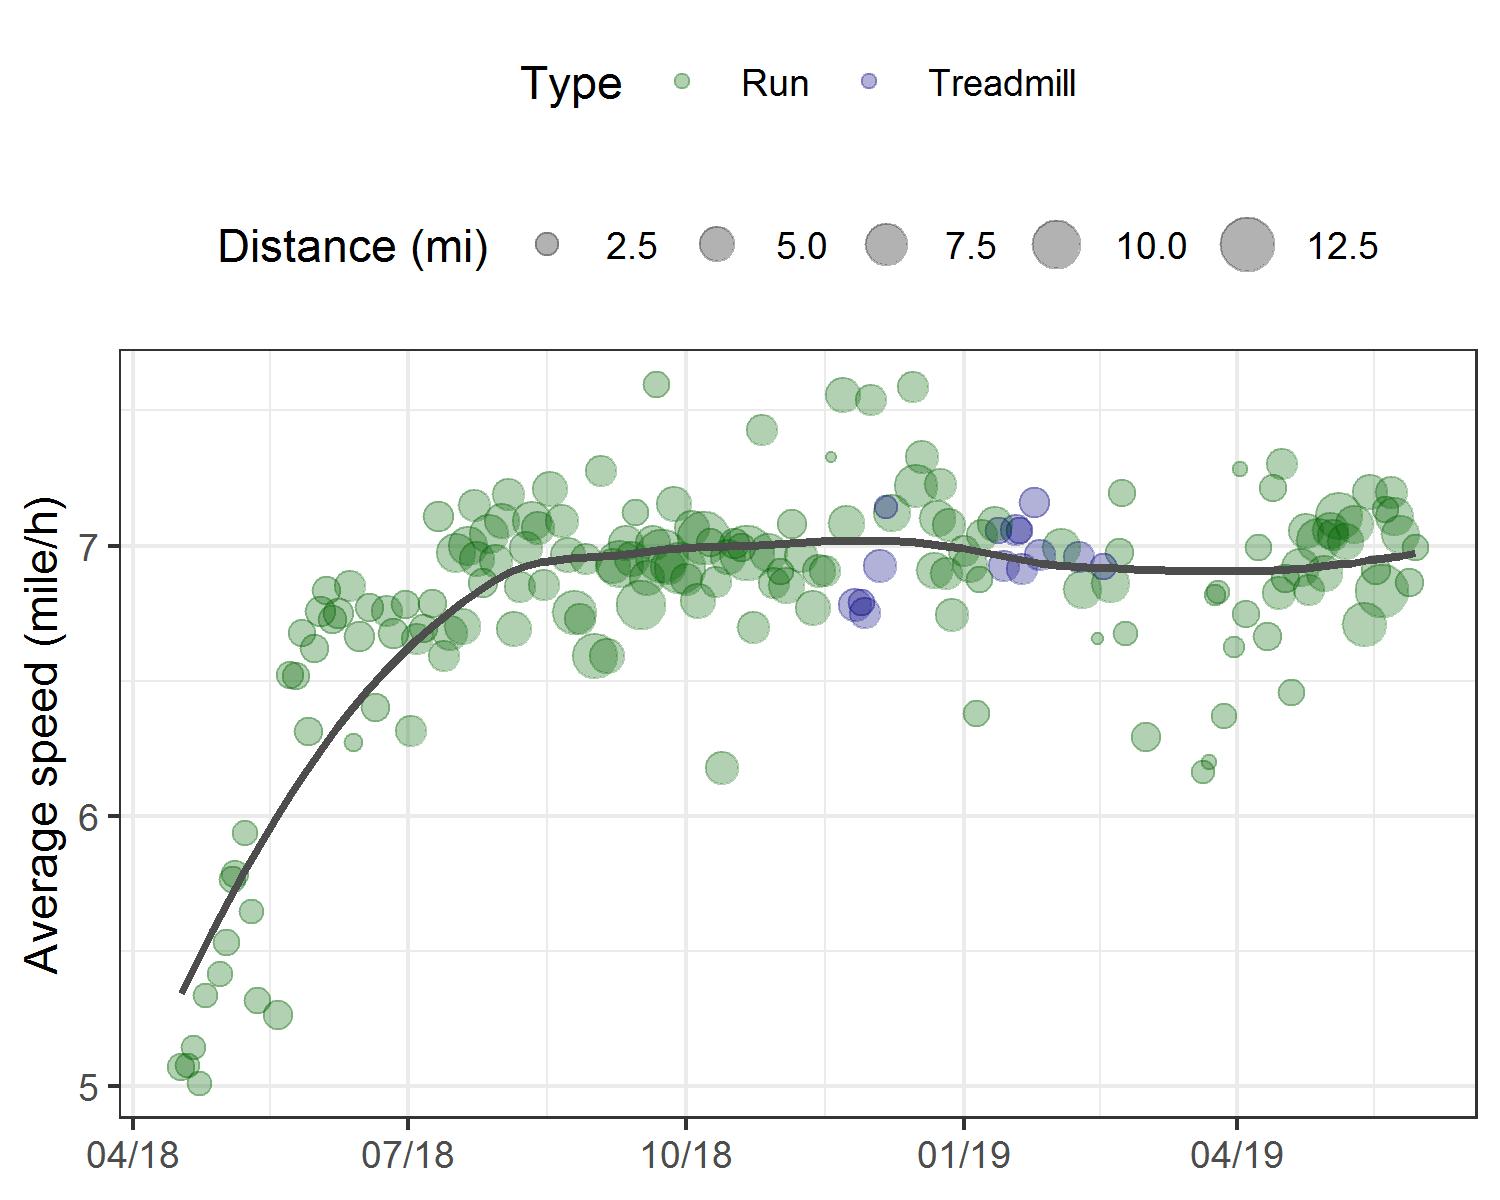 Type Run Treadmill
Distance (mi) 2.5 5.0 7.5 10.0 12.5
Average speed (mile/h)
7
6
5
04/18 07/18 10/18 01/19 04/19